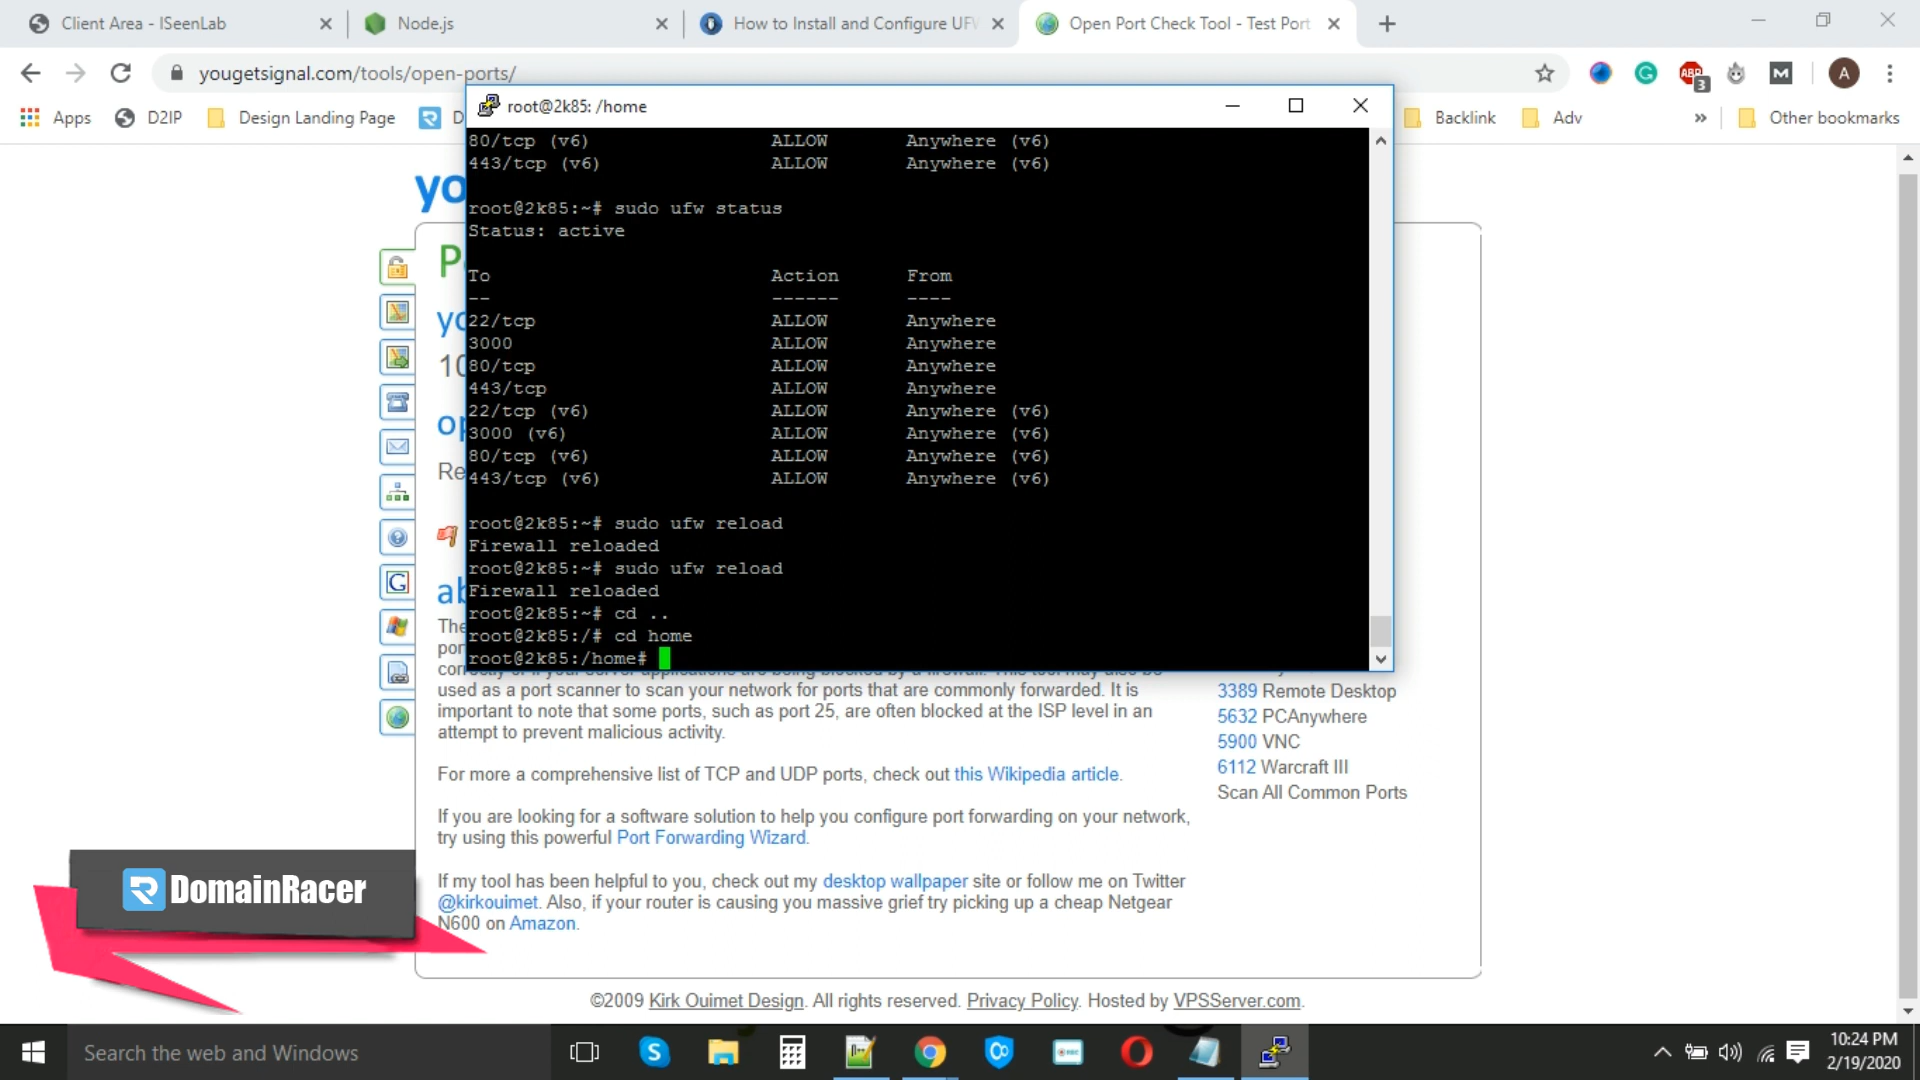 Client Area - ISeenLab
Node.js
How to Install and Configure UFW
Open Port Check Tool - Test Port
yougetsignal.com/tools/open-ports/
ABP
3
M
A
Apps
D2IP
Design Landing Page
D
Backlink
Adv
»
Other bookmarks
root@2k85: /home
80/tcp (v6) ALLOW Anywhere (v6)
443/tcp (v6) ALLOW Anywhere (v6)
root@2k85:~# sudo ufw status
Status: active
To Action From
-- ------ ----
22/tcp ALLOW Anywhere
3000 ALLOW Anywhere
80/tcp ALLOW Anywhere
443/tcp ALLOW Anywhere
22/tcp (v6) ALLOW Anywhere (v6)
3000 (v6) ALLOW Anywhere (v6)
80/tcp (v6) ALLOW Anywhere (v6)
443/tcp (v6) ALLOW Anywhere (v6)
root@2k85:~# sudo ufw reload
Firewall reloaded
root@2k85:~# sudo ufw reload
Firewall reloaded
root@2k85:~# cd ..
root@2k85:/# cd home
root@2k85:/home#
yo
P
yo
10
op
Re
ab
The
por
used as a port scanner to scan your network for ports that are commonly forwarded. It is
important to note that some ports, such as port 25, are often blocked at the ISP level in an
attempt to prevent malicious activity.
For more a comprehensive list of TCP and UDP ports, check out this Wikipedia article.
If you are looking for a software solution to help you configure port forwarding on your network,
try using this powerful Port Forwarding Wizard.
If my tool has been helpful to you, check out my desktop wallpaper site or follow me on Twitter
@kirkouimet. Also, if your router is causing you massive grief try picking up a cheap Netgear
N600 on Amazon.
3389 Remote Desktop
5632 PCAnywhere
5900 VNC
6112 Warcraft III
Scan All Common Ports
DomainRacer
©2009 Kirk Ouimet Design. All rights reserved. Privacy Policy. Hosted by VPSServer.com.
Search the web and Windows
10:24 PM
2/19/2020